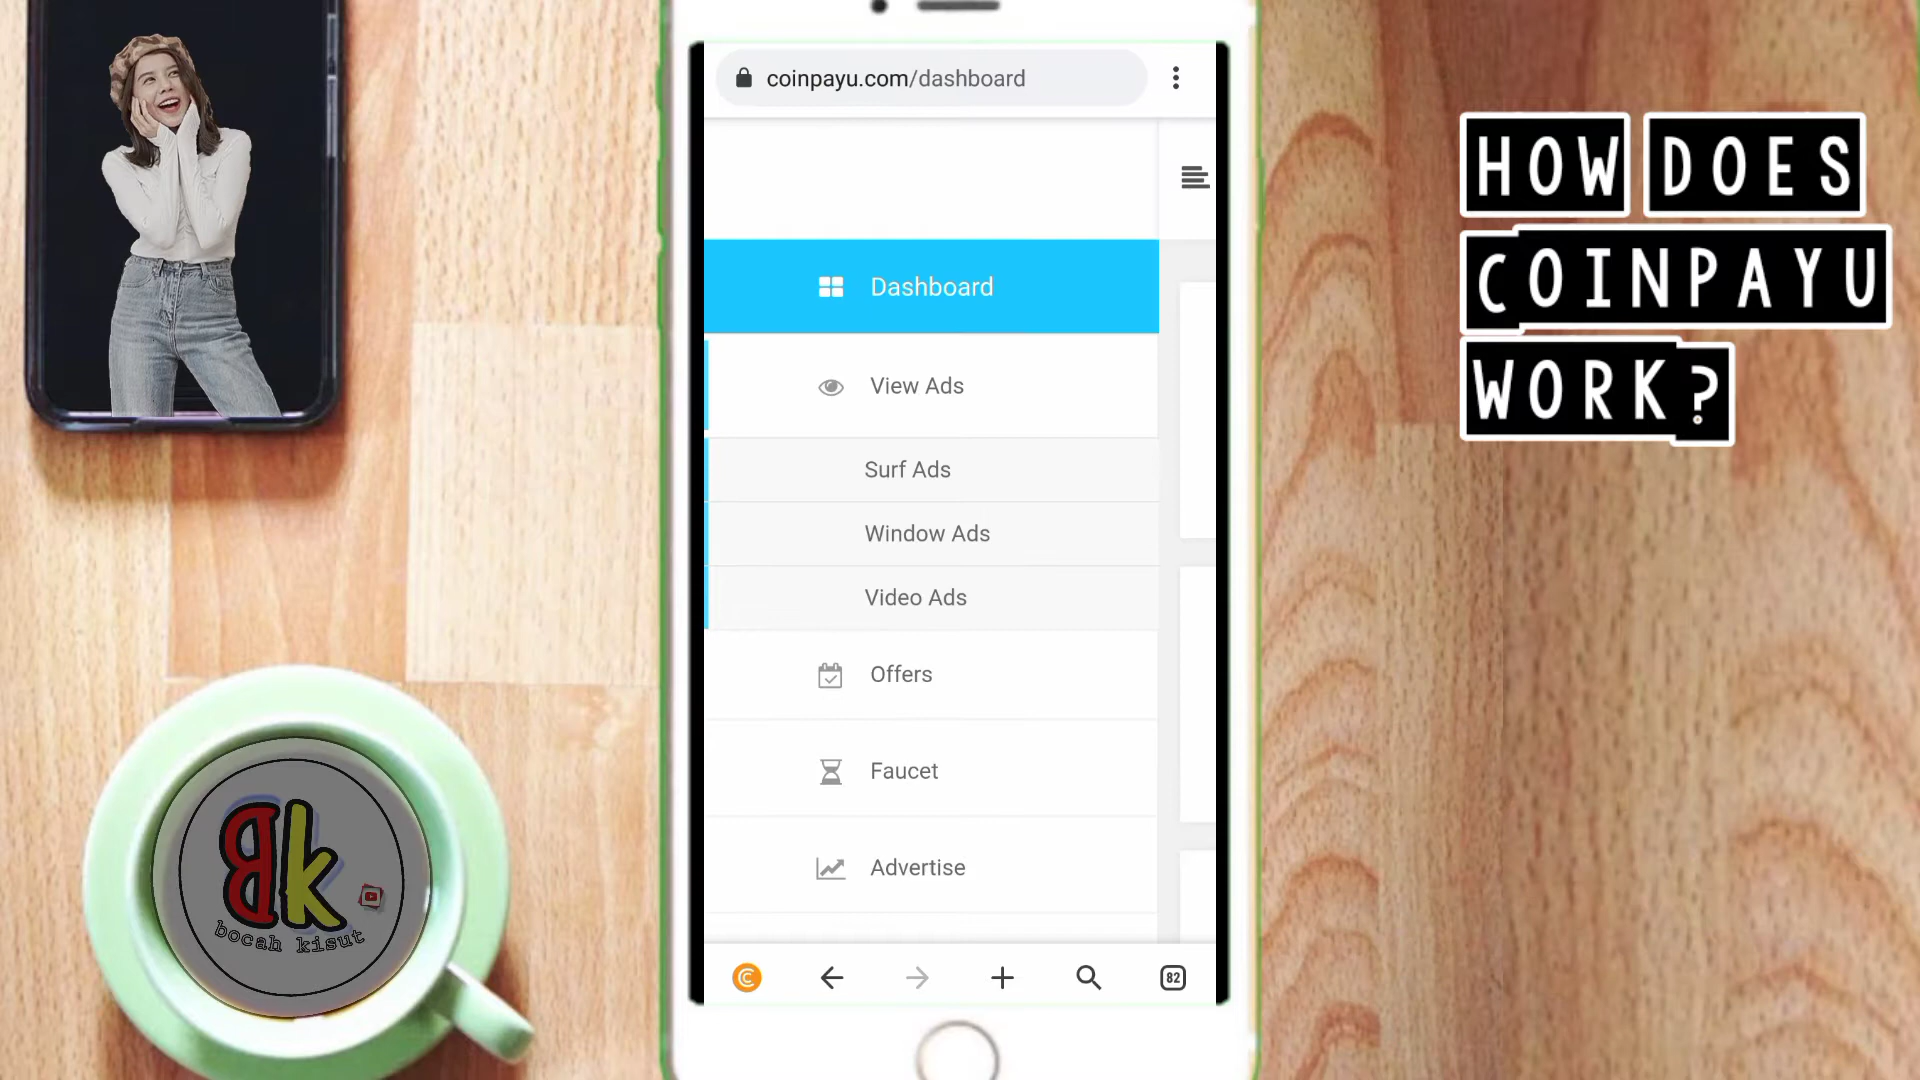 coinpayu.com/dashboard
Dashboard
View Ads
Surf Ads
Window Ads
Video Ads
Offers
Faucet
Advertise
82
HOW DOES
COINPAYU
WORK?
Bk
bocah kisut